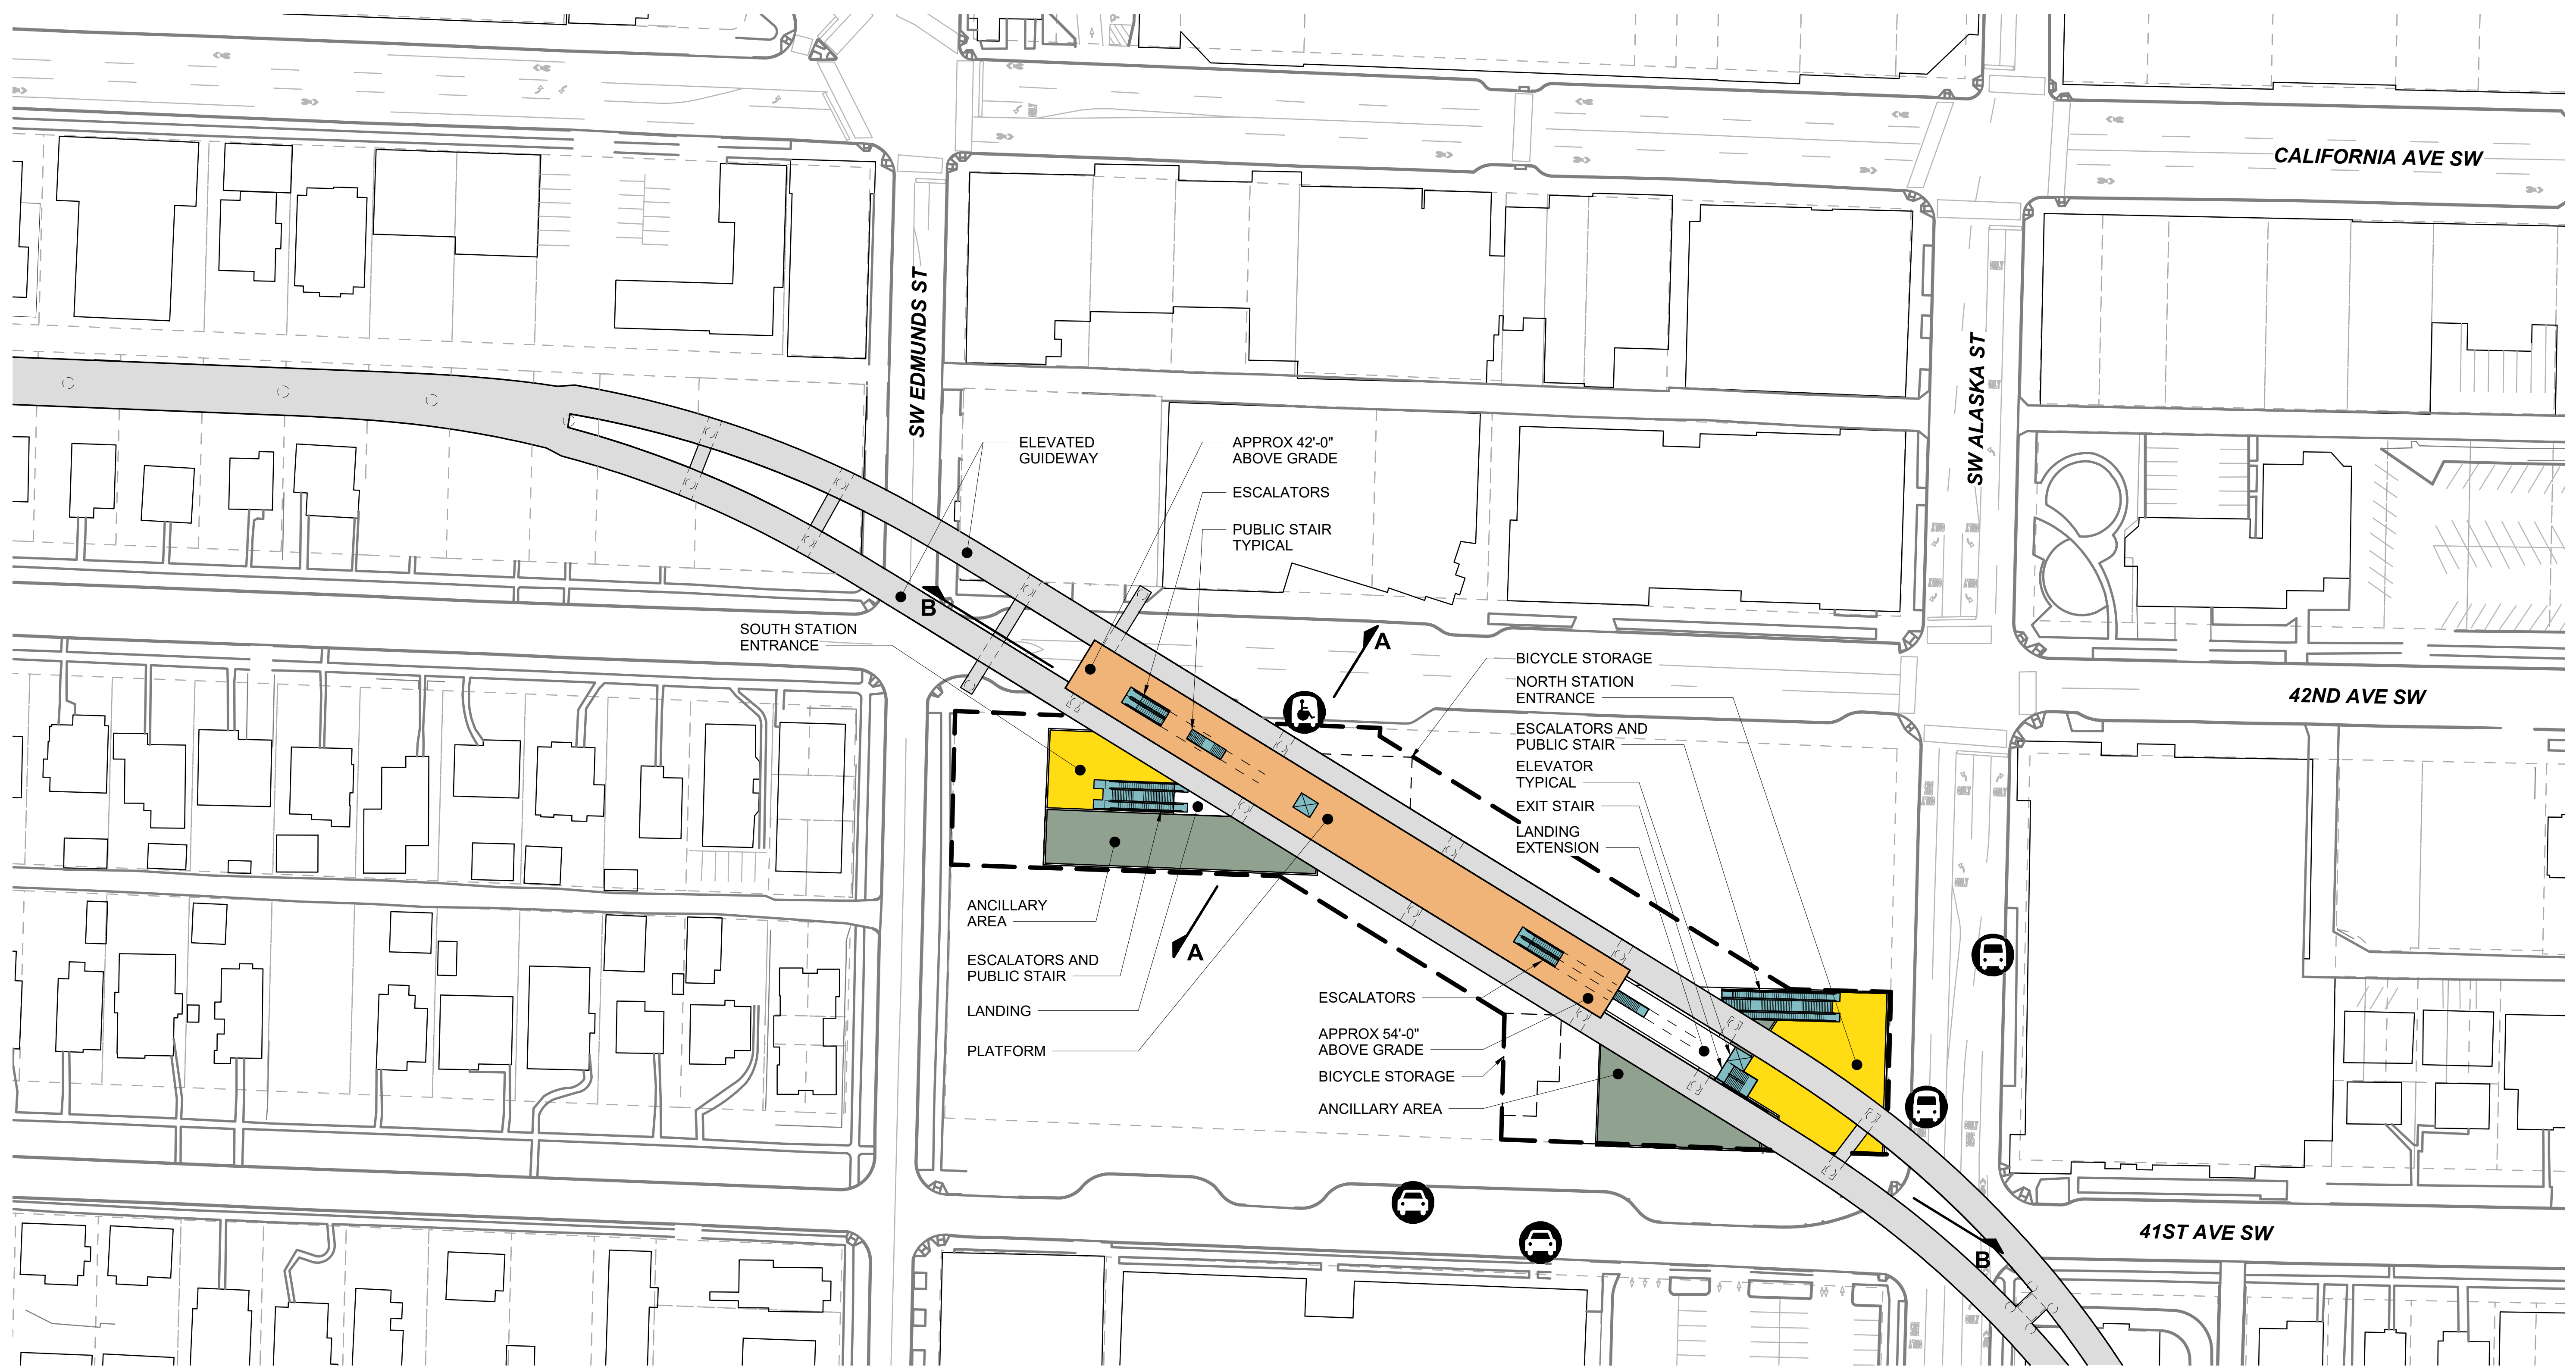 CALIFORNIA AVE SW
SW EDMUNDS ST
SW ALASKA ST
ELEVATED
GUIDEWAY
APPROX 42'-0"
ABOVE GRADE
ESCALATORS
PUBLIC STAIR
TYPICAL
B
SOUTH STATION
ENTRANCE
A
BICYCLE STORAGE
NORTH STATION
ENTRANCE
42ND AVE SW
ESCALATORS AND
PUBLIC STAIR
ELEVATOR
TYPICAL
EXIT STAIR
LANDING
EXTENSION
ANCILLARY
AREA
A
ESCALATORS AND
PUBLIC STAIR
LANDING
PLATFORM
ESCALATORS
APPROX 54'-0"
ABOVE GRADE
BICYCLE STORAGE
ANCILLARY AREA
41ST AVE SW
B